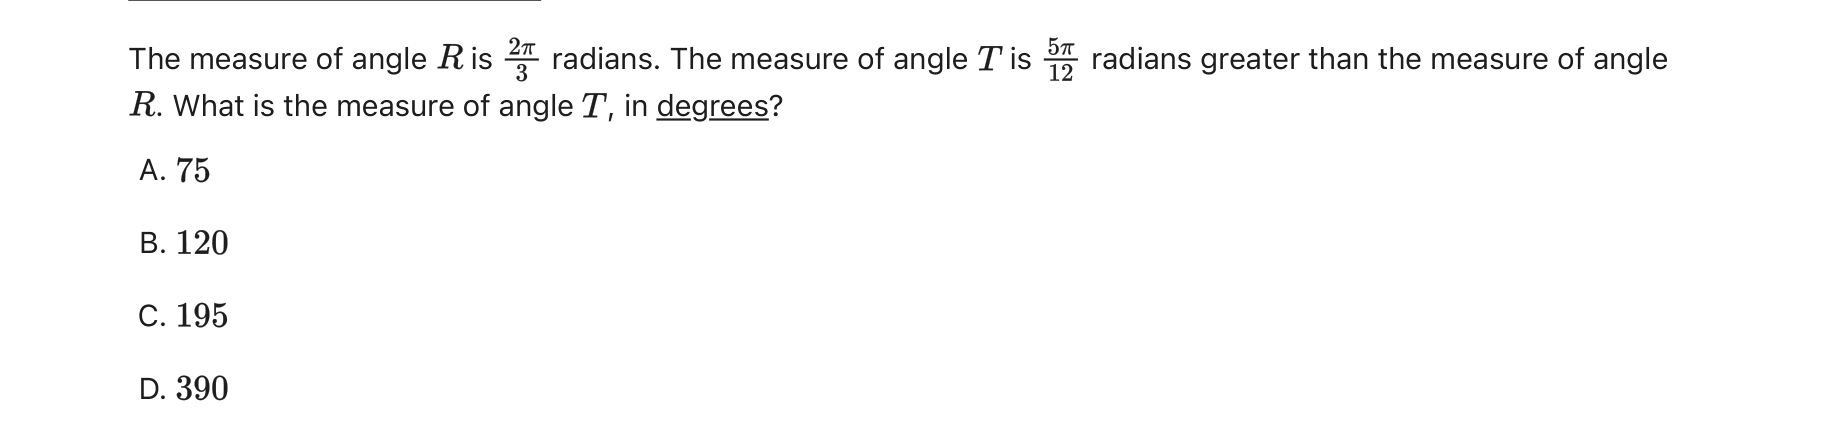 The measure of angle $R$ is $\frac{2\pi}{3}$ radians. The measure of angle $T$ is $\frac{5\pi}{12}$ radians greater than the measure of angle
$R$. What is the measure of angle $T$, in degrees?
A. 75
B. 120
C. 195
D. 390